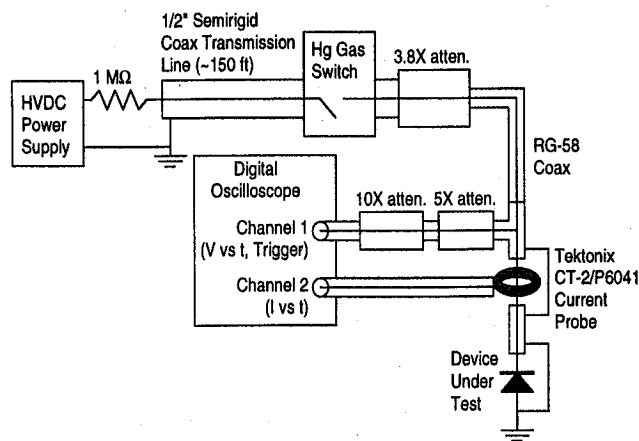 1/2" Semirigid
Coax Transmission
Line (~150 ft)
Hg Gas
Switch
3.8X atten.
1 MΩ
HVDC
Power
Supply
RG-58
Coax
Digital
Oscilloscope
10X atten.
5X atten.
Channel 1
(V vs t, Trigger)
Channel 2
(I vs t)
Tektonix
CT-2/P6041
Current
Probe
Device
Under
Test